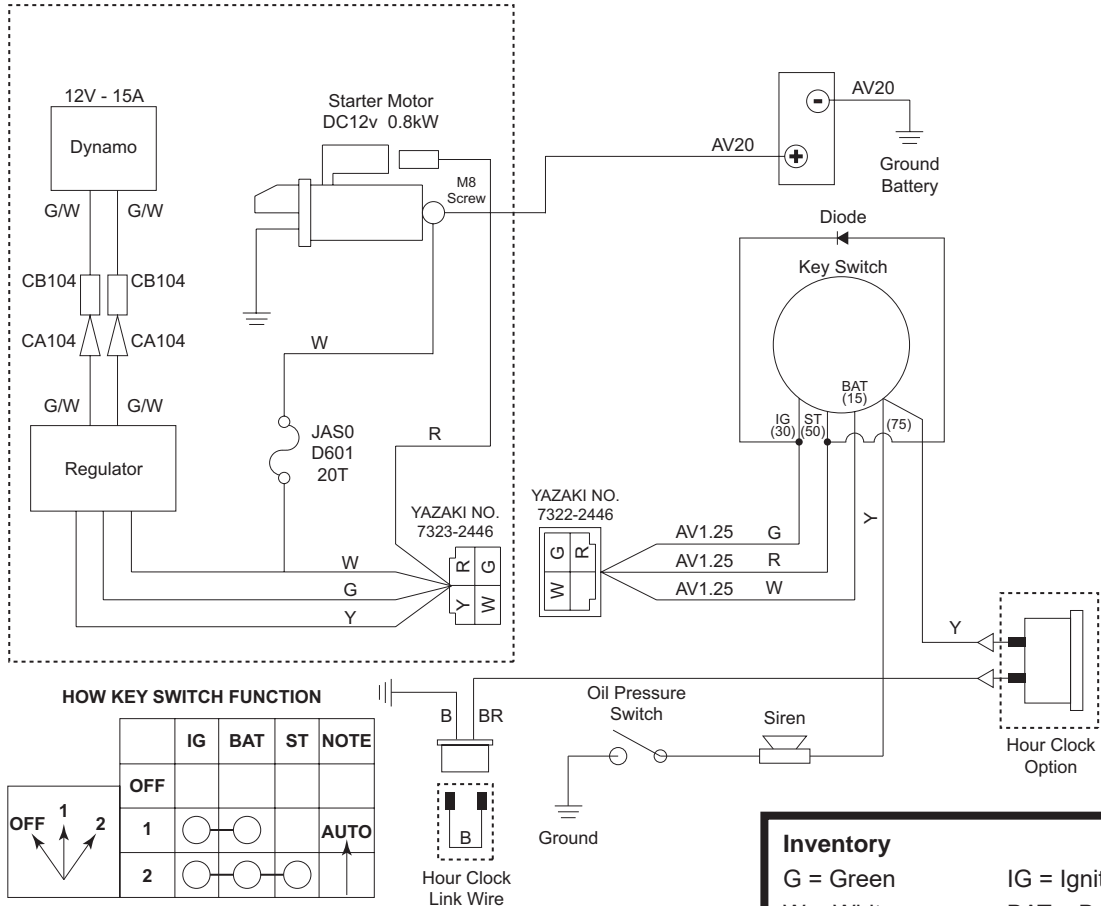 12V - 15A
Dynamo
G/W
G/W
CB104
CB104
CA104
CA104
G/W
G/W
Regulator
Starter Motor
DC12v 0.8kW
M8
Screw
W
JAS0
D601
20T
R
YAZAKI NO.
7323-2446
W
G
Y
R
G
Y
W
AV20
AV20
-
+
Ground
Battery
Diode
Key Switch
BAT
(15)
IG
(30)
ST
(50)
(75)
YAZAKI NO.
7322-2446
G
R
W
AV1.25 G
AV1.25 R
AV1.25 W
Y
Y
Hour Clock
Option
Oil Pressure
Switch
Siren
Ground
B
BR
B
Hour Clock
Link Wire
HOW KEY SWITCH FUNCTION
IG BAT ST NOTE
OFF
1 AUTO
2
OFF 1 2
Inventory
G = Green IG = Ignit